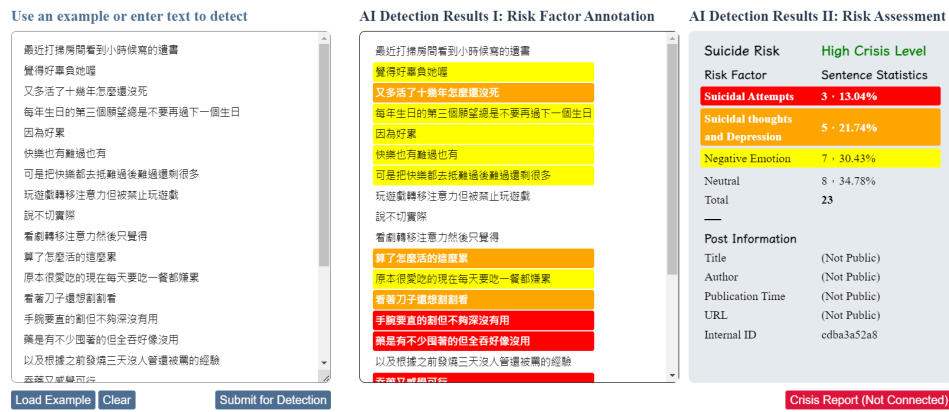 Use an example or enter text to detect
最近打掃房間看到小時候寫的遺書
覺得好辜負她喔
又多活了十幾年怎麼還沒死
每年生日的第三個願望總是不要再過下一個生日
因為好累
快樂也有難過也有
可是把快樂都去抵難過後難過還剩很多
玩遊戲轉移注意力但被禁止玩遊戲
說不切實際
看劇轉移注意力然後只覺得
算了怎麼活的這麼累
原本很愛吃的現在每天要吃一餐都嫌累
看著刀子還想割割看
手腕要直的割但不夠深沒有用
藥是有不少囤著的但全吞好像沒用
以及根據之前發燒三天沒人管還被罵的經驗
吞藥又感覺可行
Load Example
Clear
Submit for Detection
AI Detection Results I: Risk Factor Annotation
最近打掃房間看到小時候寫的遺書
覺得好辜負她喔
又多活了十幾年怎麼還沒死
每年生日的第三個願望總是不要再過下一個生日
因為好累
快樂也有難過也有
可是把快樂都去抵難過後難過還剩很多
玩遊戲轉移注意力但被禁止玩遊戲
說不切實際
看劇轉移注意力然後只覺得
算了怎麼活的這麼累
原本很愛吃的現在每天要吃一餐都嫌累
看著刀子還想割割看
手腕要直的割但不夠深沒有用
藥是有不少囤著的但全吞好像沒用
以及根據之前發燒三天沒人管還被罵的經驗
吞藥又感覺可行
AI Detection Results II: Risk Assessment
Suicide Risk High Crisis Level
Risk Factor Sentence Statistics
Suicidal Attempts 3，13.04%
Suicidal thoughts
and Depression 5，21.74%
Negative Emotion 7，30.43%
Neutral 8，34.78%
Total 23
Post Information
Title (Not Public)
Author (Not Public)
Publication Time (Not Public)
URL (Not Public)
Internal ID cdba3a52a8
Crisis Report (Not Connected)